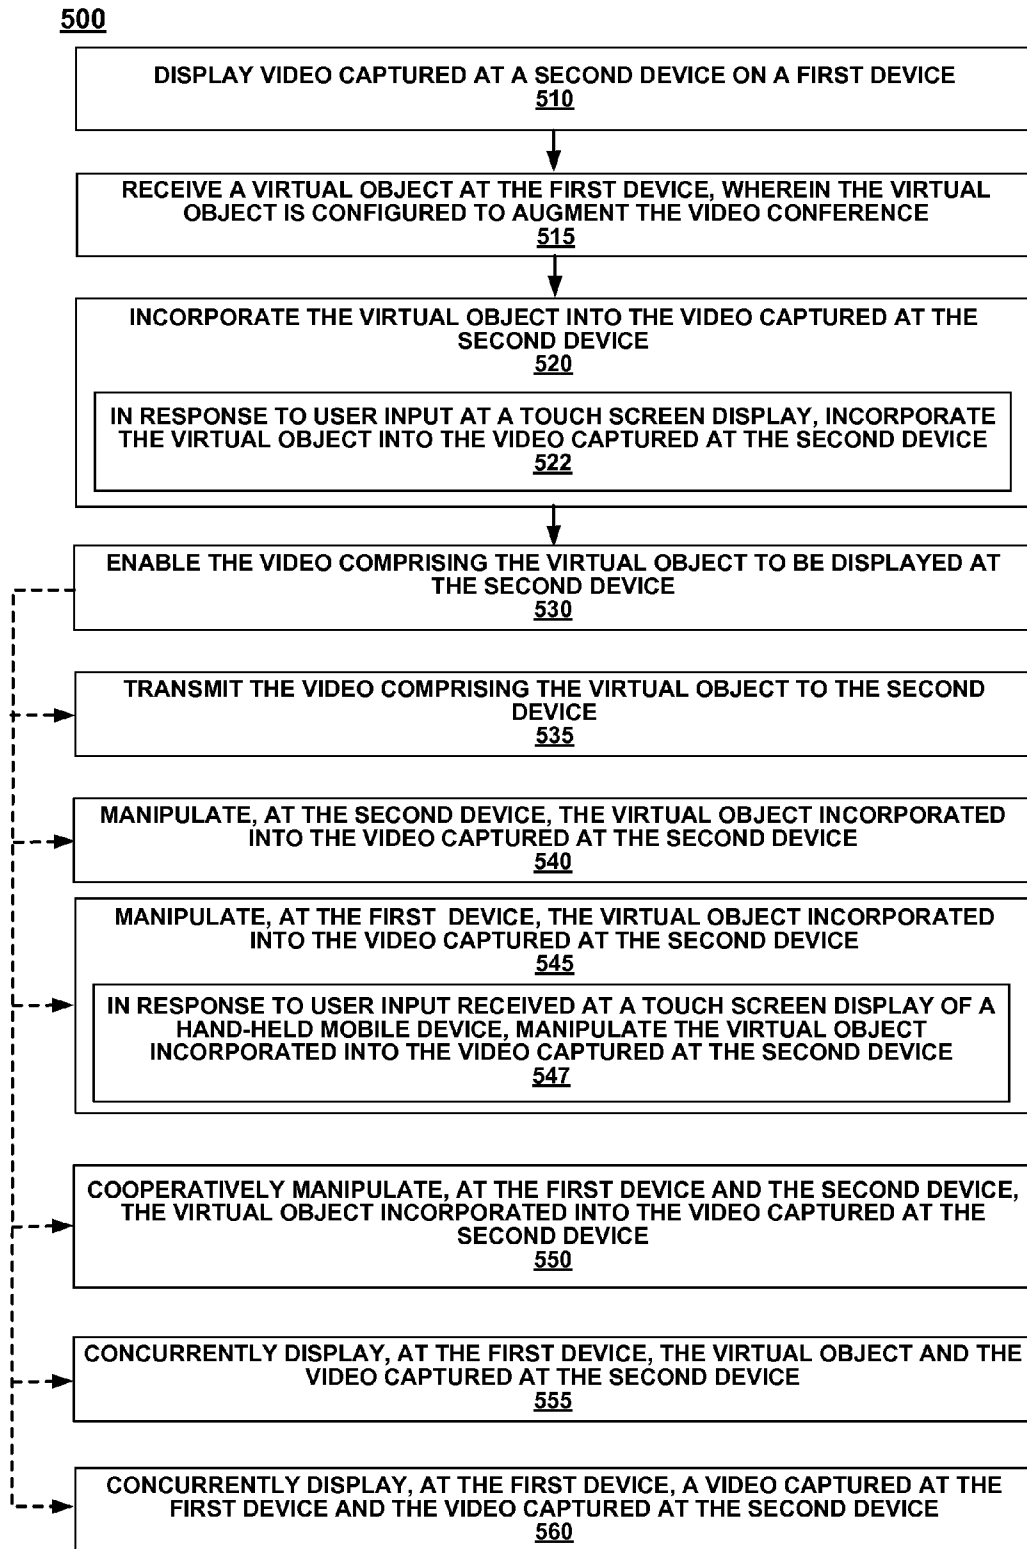 500
DISPLAY VIDEO CAPTURED AT A SECOND DEVICE ON A FIRST DEVICE
510
RECEIVE A VIRTUAL OBJECT AT THE FIRST DEVICE, WHEREIN THE VIRTUAL
OBJECT IS CONFIGURED TO AUGMENT THE VIDEO CONFERENCE
515
INCORPORATE THE VIRTUAL OBJECT INTO THE VIDEO CAPTURED AT THE
SECOND DEVICE
520
IN RESPONSE TO USER INPUT AT A TOUCH SCREEN DISPLAY, INCORPORATE
THE VIRTUAL OBJECT INTO THE VIDEO CAPTURED AT THE SECOND DEVICE
522
ENABLE THE VIDEO COMPRISING THE VIRTUAL OBJECT TO BE DISPLAYED AT
THE SECOND DEVICE
530
TRANSMIT THE VIDEO COMPRISING THE VIRTUAL OBJECT TO THE SECOND
DEVICE
535
MANIPULATE, AT THE SECOND DEVICE, THE VIRTUAL OBJECT INCORPORATED
INTO THE VIDEO CAPTURED AT THE SECOND DEVICE
540
MANIPULATE, AT THE FIRST DEVICE, THE VIRTUAL OBJECT INCORPORATED
INTO THE VIDEO CAPTURED AT THE SECOND DEVICE
545
IN RESPONSE TO USER INPUT RECEIVED AT A TOUCH SCREEN DISPLAY OF A
HAND-HELD MOBILE DEVICE, MANIPULATE THE VIRTUAL OBJECT
INCORPORATED INTO THE VIDEO CAPTURED AT THE SECOND DEVICE
547
COOPERATIVELY MANIPULATE, AT THE FIRST DEVICE AND THE SECOND DEVICE,
THE VIRTUAL OBJECT INCORPORATED INTO THE VIDEO CAPTURED AT THE
SECOND DEVICE
550
CONCURRENTLY DISPLAY, AT THE FIRST DEVICE, THE VIRTUAL OBJECT AND THE
VIDEO CAPTURED AT THE SECOND DEVICE
555
CONCURRENTLY DISPLAY, AT THE FIRST DEVICE, A VIDEO CAPTURED AT THE
FIRST DEVICE AND THE VIDEO CAPTURED AT THE SECOND DEVICE
560